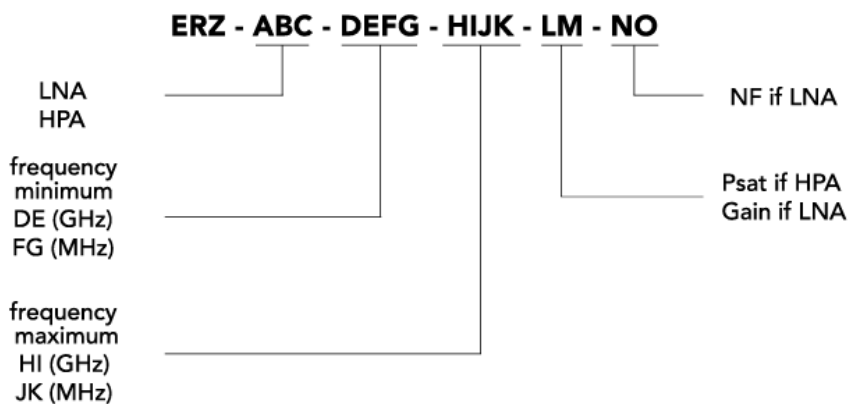 ERZ - ABC - DEFG - HIJK - LM - NO
LNA
HPA
NF if LNA
frequency
minimum
DE (GHz)
FG (MHz)
Psat if HPA
Gain if LNA
frequency
maximum
HI (GHz)
JK (MHz)